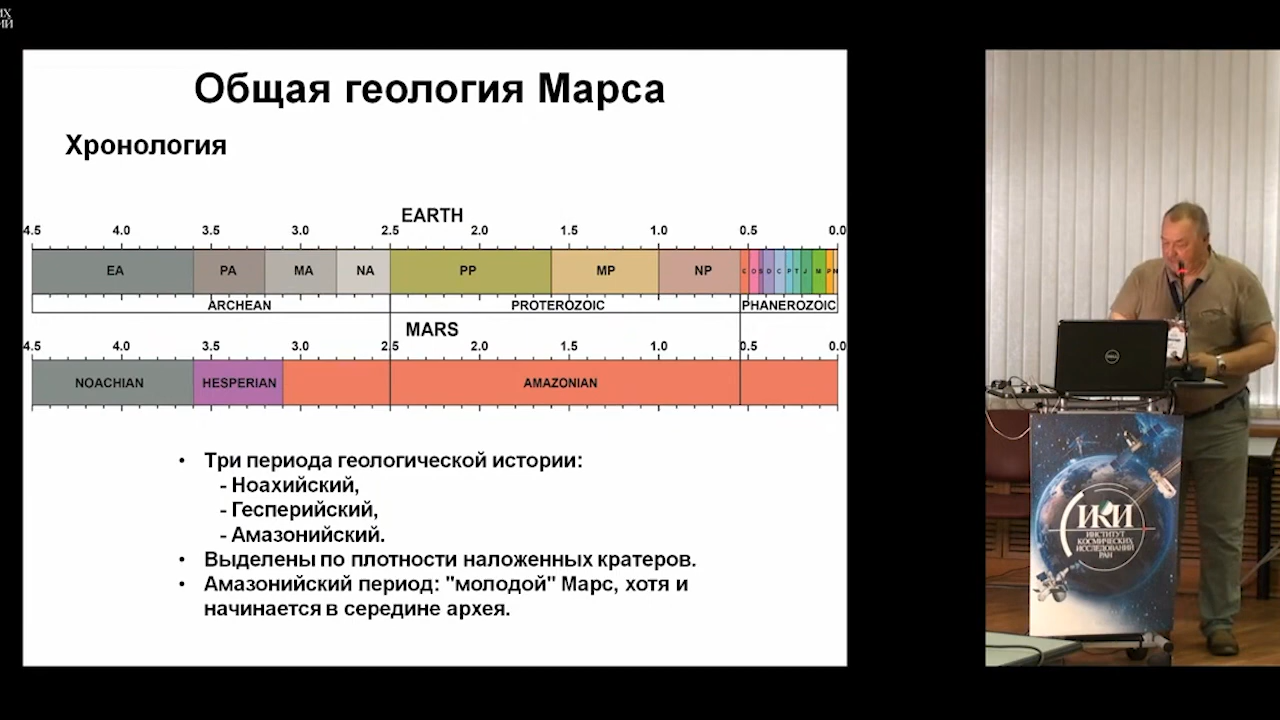 ИХ
ИЙ
Общая геология Марса
Хронология
EARTH
4.5 4.0 3.5 3.0 2.5 2.0 1.5 1.0 0.5 0.0
EA PA MA NA PP MP NP Є O S D C P T J M P N
ARCHEAN PROTEROZOIC PHANEROZOIC
MARS
4.5 4.0 3.5 3.0 2.5 2.0 1.5 1.0 0.5 0.0
NOACHIAN HESPERIAN AMAZONIAN
• Три периода геологической истории:
- Ноахийский,
- Гесперийский,
- Амазонийский.
• Выделены по плотности наложенных кратеров.
• Амазонийский период: "молодой" Марс, хотя и
начинается в середине архея.
DELL
ИКИ
ИНСТИТУТ
КОСМИЧЕСКИХ
ИССЛЕДОВАНИЙ
РАН